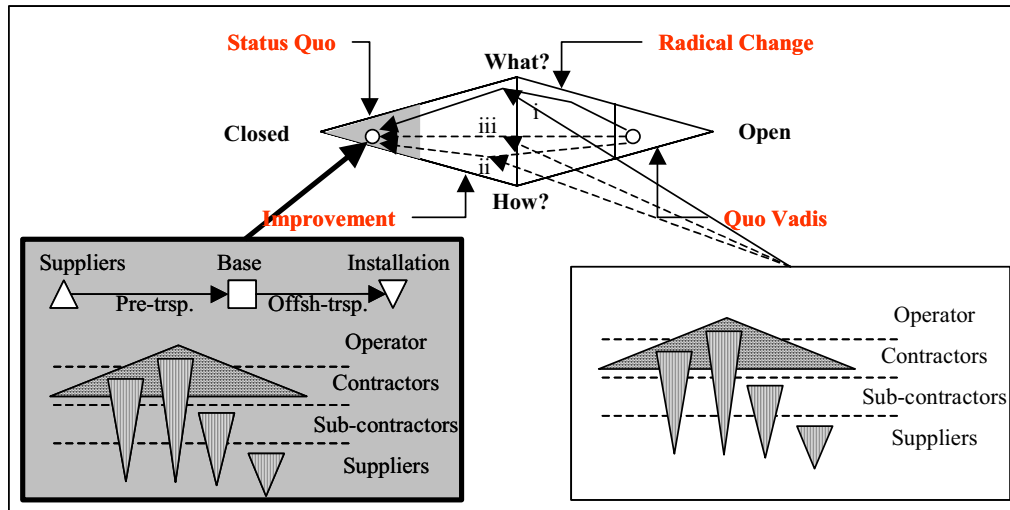 Status Quo
Radical Change
What?
i
Closed
iii
Open
ii
How?
Improvement
Quo Vadis
Suppliers Base Installation
Pre-trsp. Offsh-trsp.
Operator
Contractors
Sub-contractors
Suppliers
Operator
Contractors
Sub-contractors
Suppliers